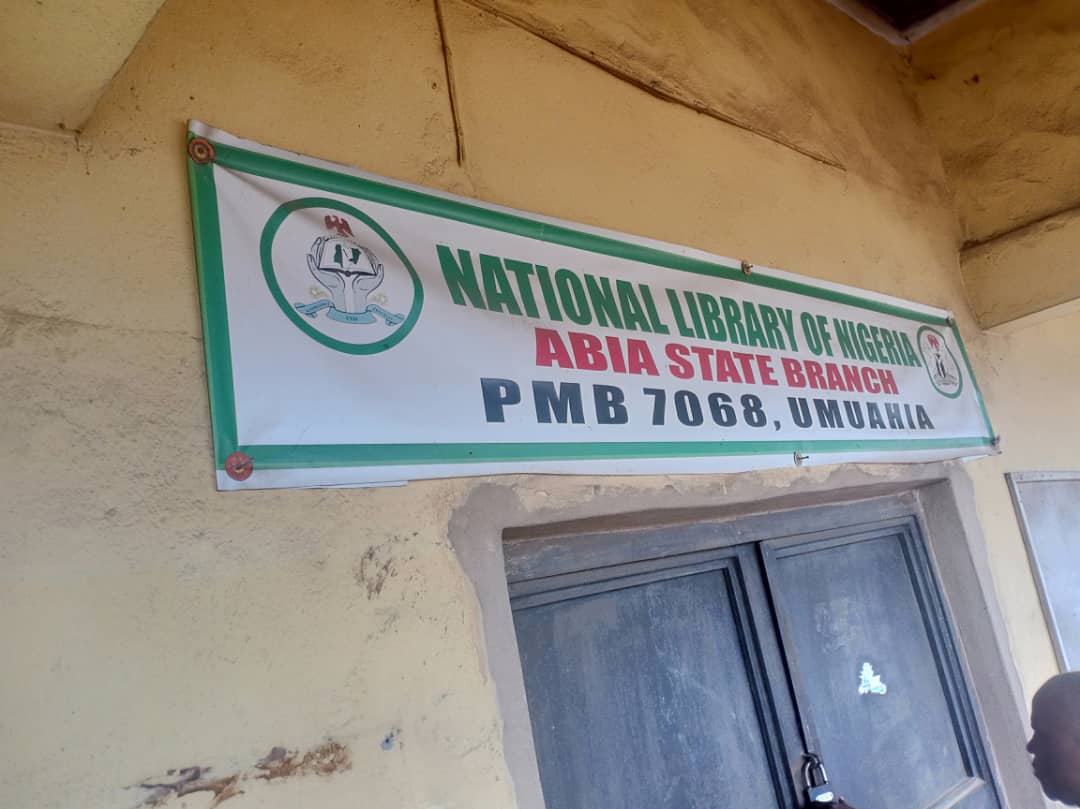 NATIONAL LIBRARY OF NIGERIA
ABIA STATE BRANCH
PMB 7068, UMUAHIA